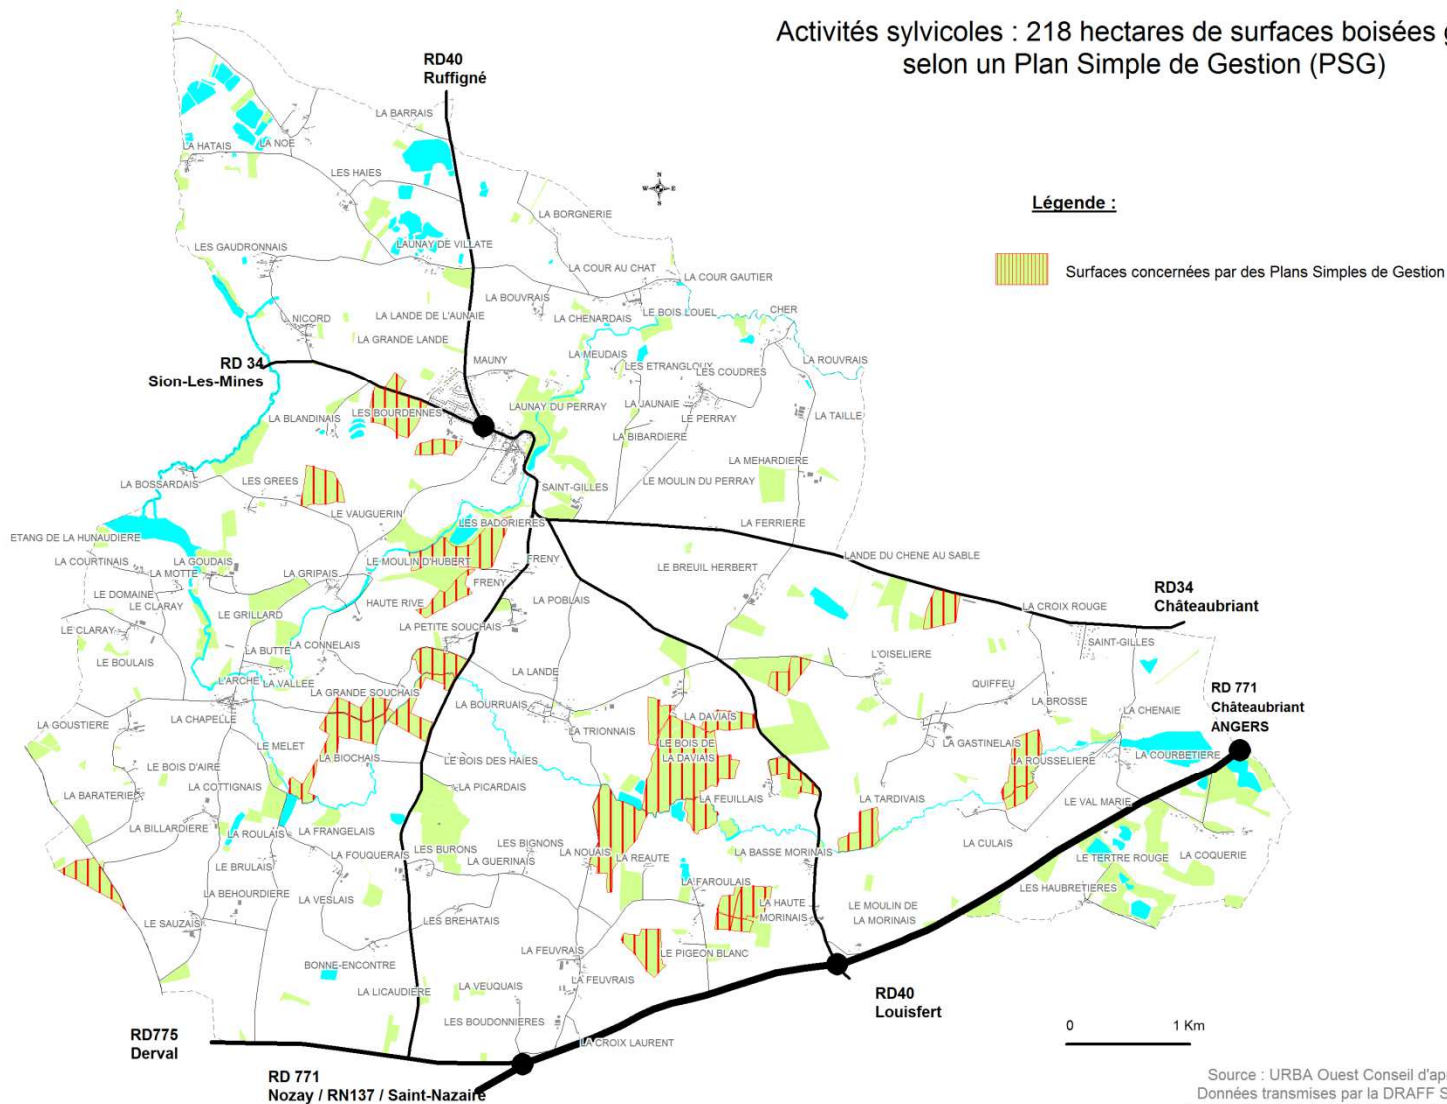 Activités sylvicoles : 218 hectares de surfaces boisées g
selon un Plan Simple de Gestion (PSG)
RD40
Ruffigné
LA BARRAIS
LA HATAIS
LA NOE
LES HAIES
LA BORGNERIE
Légende :
LES GAUDRONNAIS
LAUNAY DE VILLATE
Surfaces concernées par des Plans Simples de Gestion
LA COUR AU CHAT
LA COUR GAUTIER
LA BOUVRAIS
NICORD
LA LANDE DE L'AUNAIE
LA CHENARDAIS
LE BOIS LOUEL
CHER
LA GRANDE LANDE
RD 34
Sion-Les-Mines
MAUNY
LA MEUDAIS
LES ETRANGLOUX
LES COUDRES
LA ROUVRAIS
LA BLANDINAIS
LES BOURDENNES
LAUNAY DU PERRAY
LA JAUNAIE
LE PERRAY
LA TAILLE
LA BIBARDIERE
LA MEHARDIERE
LA BOSSARDAIS
LES GREES
SAINT-GILLES
LE MOULIN DU PERRAY
LE VAUGUERIN
LES BADORIERES
LA FERRIERE
ETANG DE LA HUNAUDIERE
LA COURTINAIS
LA GOUDAIS
LA MOTTE
LA GRIPAIS
LE MOULIN D'HUBERT
FRENY
FRENY
LE BREUIL HERBERT
LANDE DU CHENE AU SABLE
LE DOMAINE
LE CLARAY
LE GRILLARD
HAUTE RIVE
LA POBLAIS
LA CROIX ROUGE
RD34
Châteaubriant
LE CLARAY
LA PETITE SOUCHAIS
LE BOULAIS
LA BUTTE
LA CONNELAIS
SAINT-GILLES
L'OISELIERE
L'ARCHE
LA VALLEE
LA GRANDE SOUCHAIS
LA LANDE
QUIFFEU
RD 771
Châteaubriant
ANGERS
LA GOUSTIERE
LA CHAPELLE
LA BOURRUAIS
LA TRIONNAIS
LA DAVIAIS
LA BROSSE
LA CHENAIE
LE MELET
LA BIOCHAIS
LE BOIS DES HAIES
LE BOIS DE
LA DAVIAIS
LA GASTINELAIS
LA ROUSSELIERE
LA COURBETIERE
LE BOIS D'AIRE
LA COTTIGNAIS
LA PICARDAIS
LA FEUILLAIS
LA TARDIVAIS
LE VAL MARIE
LA BARATERIE
LA BILLARDIERE
LA ROULAIS
LA FRANGELAIS
LES BIGNONS
LA CULAIS
LA FOUQUERAIS
LES BURONS
LA GUERINAIS
LA NOUAIS
LA REAUTE
LA BASSE MORINAIS
LE TERTRE ROUGE
LA COQUERIE
LE BRULAIS
LA FAROULAIS
LES HAUBRETIERES
LA BEHOURDIERE
LA VESLAIS
LA HAUTE
MORINAIS
LE MOULIN DE
LA MORINAIS
LE SAUZAIS
LES BREHATAIS
LA FEUVRAIS
LE PIGEON BLANC
BONNE-ENCONTRE
LA LICAUDIERE
LA VEUQUAIS
LA FEUVRAIS
RD40
Louisfert
LES BOUDONNIERES
RD775
Derval
LA CROIX LAURENT
0 1 Km
RD 771
Nozay / RN137 / Saint-Nazaire
Source : URBA Ouest Conseil d'ap
Données transmises par la DRAFF S